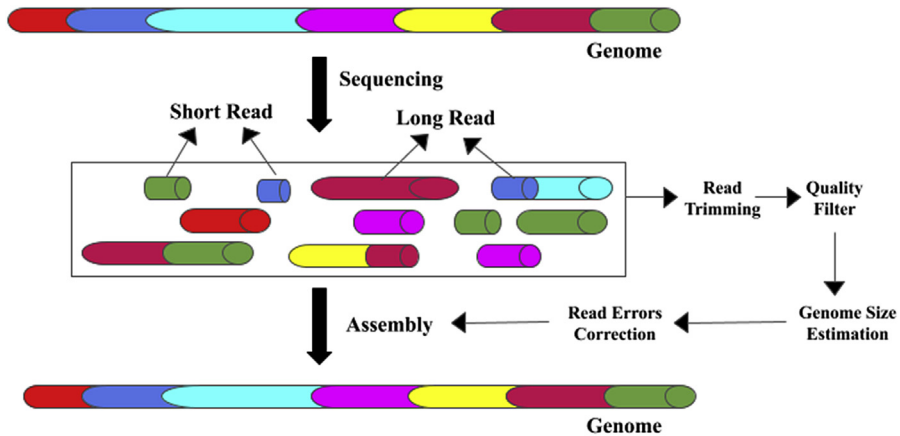 Genome
Sequencing
Short Read
Long Read
Read
Trimming
Quality
Filter
Genome Size
Estimation
Read Errors
Correction
Assembly
Genome